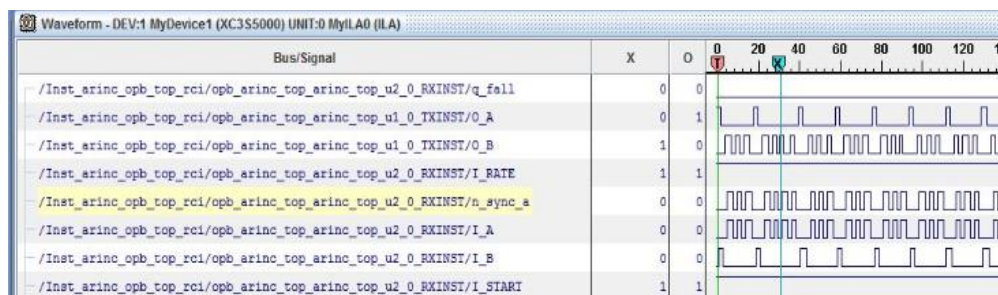 Waveform - DEV:1 MyDevice1 (XC3S5000) UNIT:0 MyILA0 (ILA)
Bus/Signal X O 0 20 40 60 80 100 120
T X
/Inst_arinc_opb_top_rci/opb_arinc_top_arinc_top_u2_0_RXINST/q_fall 0 0
/Inst_arinc_opb_top_rci/opb_arinc_top_arinc_top_u1_0_TXINST/O_A 0 1
/Inst_arinc_opb_top_rci/opb_arinc_top_arinc_top_u1_0_TXINST/O_B 1 0
/Inst_arinc_opb_top_rci/opb_arinc_top_arinc_top_u2_0_RXINST/I_RATE 1 1
/Inst_arinc_opb_top_rci/opb_arinc_top_arinc_top_u2_0_RXINST/n_sync_a 0 0
/Inst_arinc_opb_top_rci/opb_arinc_top_arinc_top_u2_0_RXINST/I_A 0 0
/Inst_arinc_opb_top_rci/opb_arinc_top_arinc_top_u2_0_RXINST/I_B 0 0
/Inst_arinc_opb_top_rci/opb_arinc_top_arinc_top_u2_0_RXINST/I_START 1 1